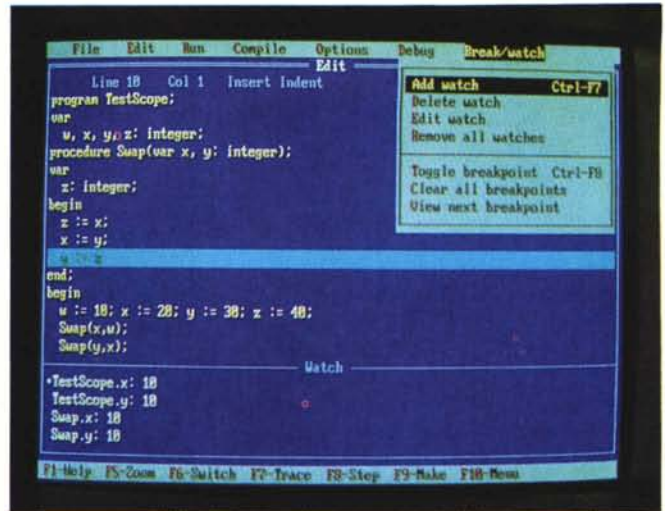 File Edit Run Compile Options Debug Break/watch
Edit
Line 10 Col 1 Insert Indent
program TestScope;
var
w, x, y, z: integer;
procedure Swap(var x, y: integer);
var
z: integer;
begin
z := x;
x := y;
y := z
end;
begin
w := 10; x := 20; y := 30; z := 40;
Swap(x,w);
Swap(y,x);
Add watch Ctrl-F7
Delete watch
Edit watch
Remove all watches
Toggle breakpoint Ctrl-F8
Clear all breakpoints
View next breakpoint
Watch
•TestScope.x: 10
TestScope.y: 10
Swap.x: 10
Swap.y: 10
F1-Help F5-Zoom F6-Switch F7-Trace F8-Step F9-Make F10-Menu